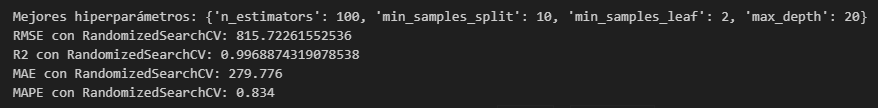 Mejores hiperparámetros: {'n_estimators': 100, 'min_samples_split': 10, 'min_samples_leaf': 2, 'max_depth': 20}
RMSE con RandomizedSearchCV: 815.72261552536
R2 con RandomizedSearchCV: 0.9968874319078538
MAE con RandomizedSearchCV: 279.776
MAPE con RandomizedSearchCV: 0.834